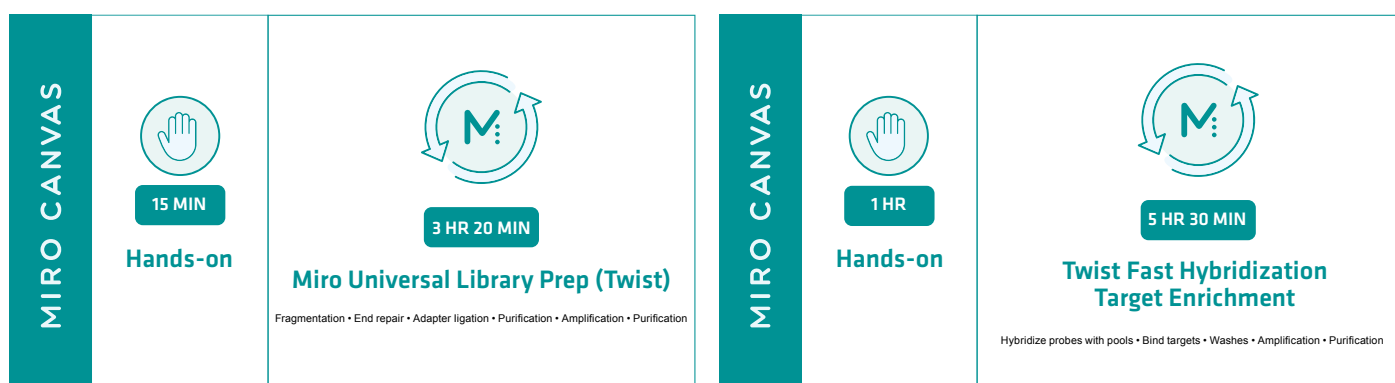 MIRO CANVAS
15 MIN
Hands-on
M
3 HR 20 MIN
Miro Universal Library Prep (Twist)
Fragmentation • End repair • Adapter ligation • Purification • Amplification • Purification
MIRO CANVAS
1 HR
Hands-on
M
5 HR 30 MIN
Twist Fast Hybridization
Target Enrichment
Hybridize probes with pools • Bind targets • Washes • Amplification • Purification